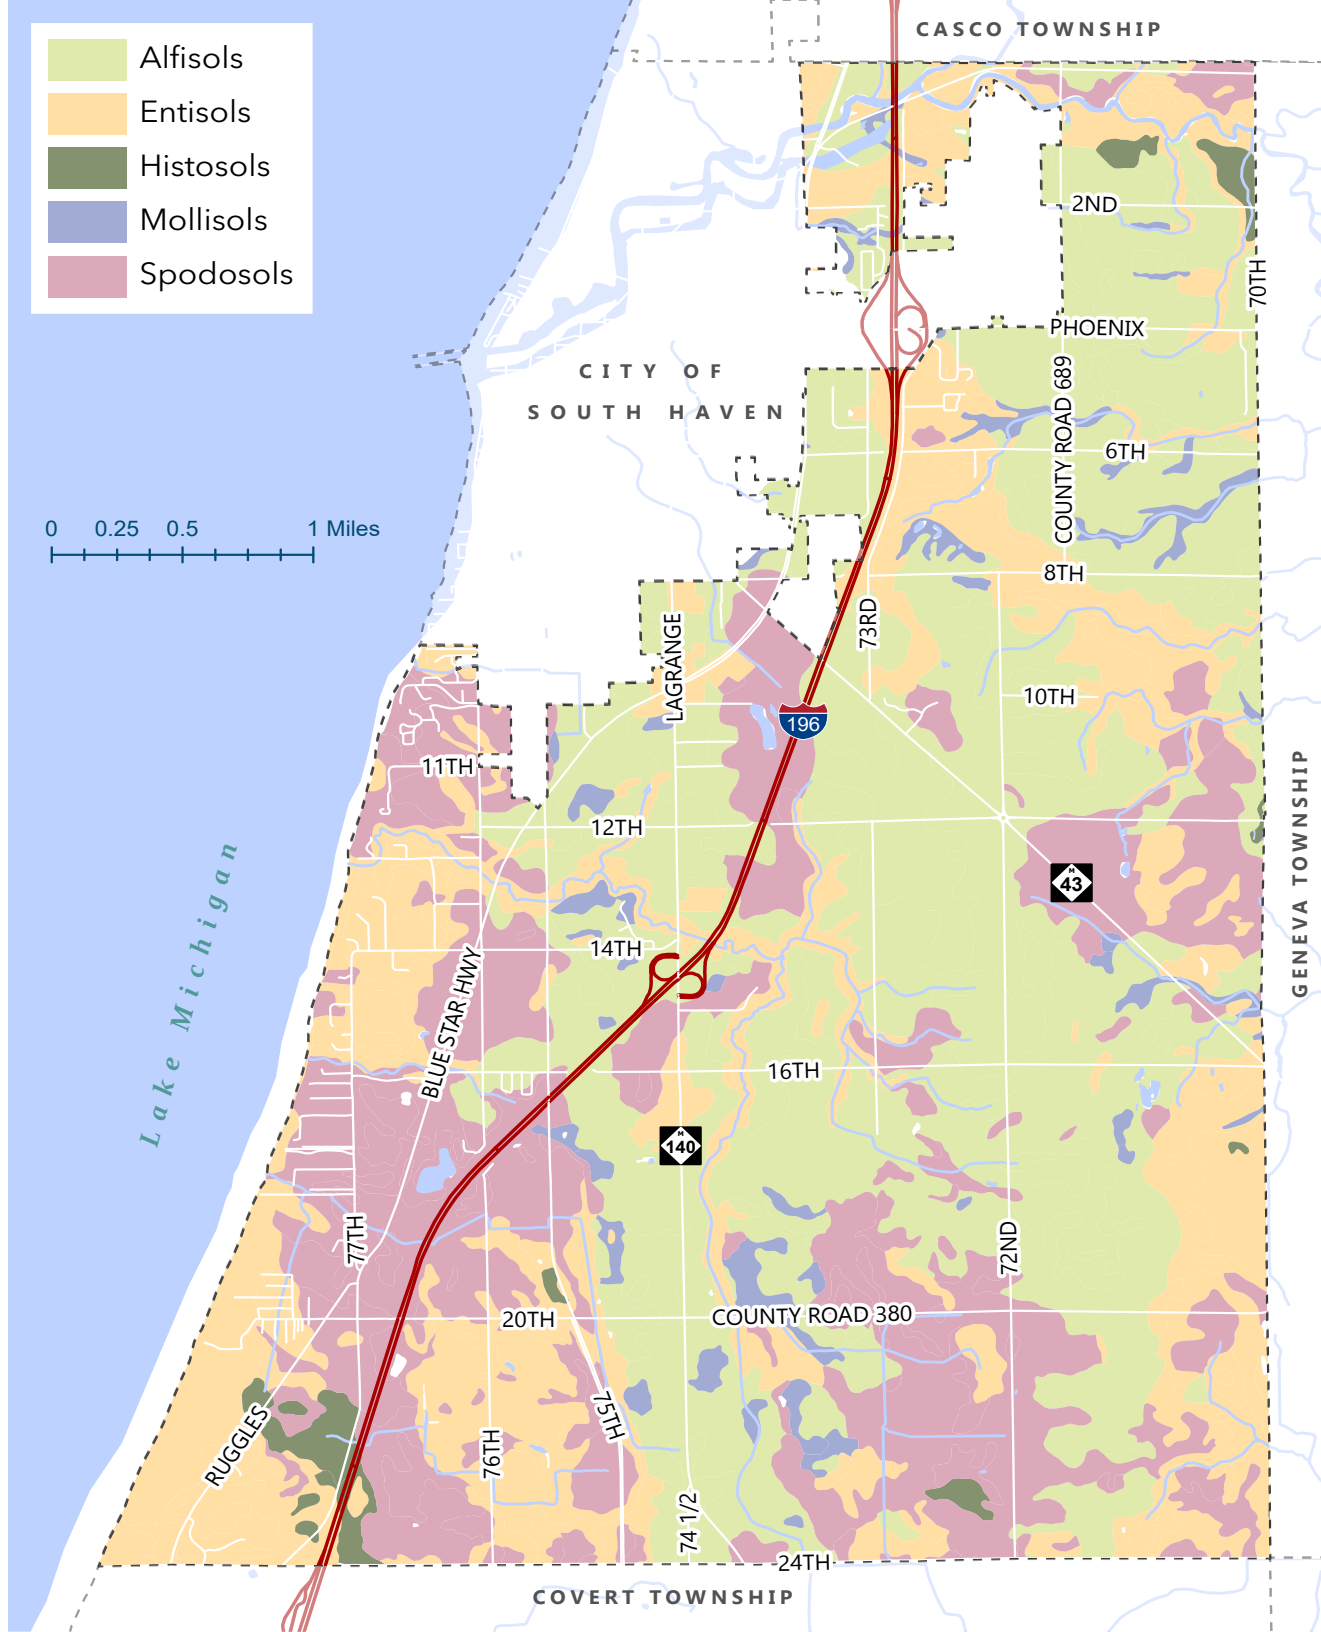 CASCO TOWNSHIP
Alfisols
Entisols
Histosols
Mollisols
Spodosols
2ND
70TH
PHOENIX
CITY OF
SOUTH HAVEN
COUNTY ROAD 689
6TH
0 0.25 0.5 1 Miles
8TH
73RD
LAGRANGE
10TH
196
11TH
12TH
GENEVA TOWNSHIP
M
43
Lake Michigan
14TH
BLUE STAR HWY
16TH
M
140
77TH
72ND
20TH
COUNTY ROAD 380
75TH
RUGGLES
76TH
74 1/2
24TH
COVERT TOWNSHIP